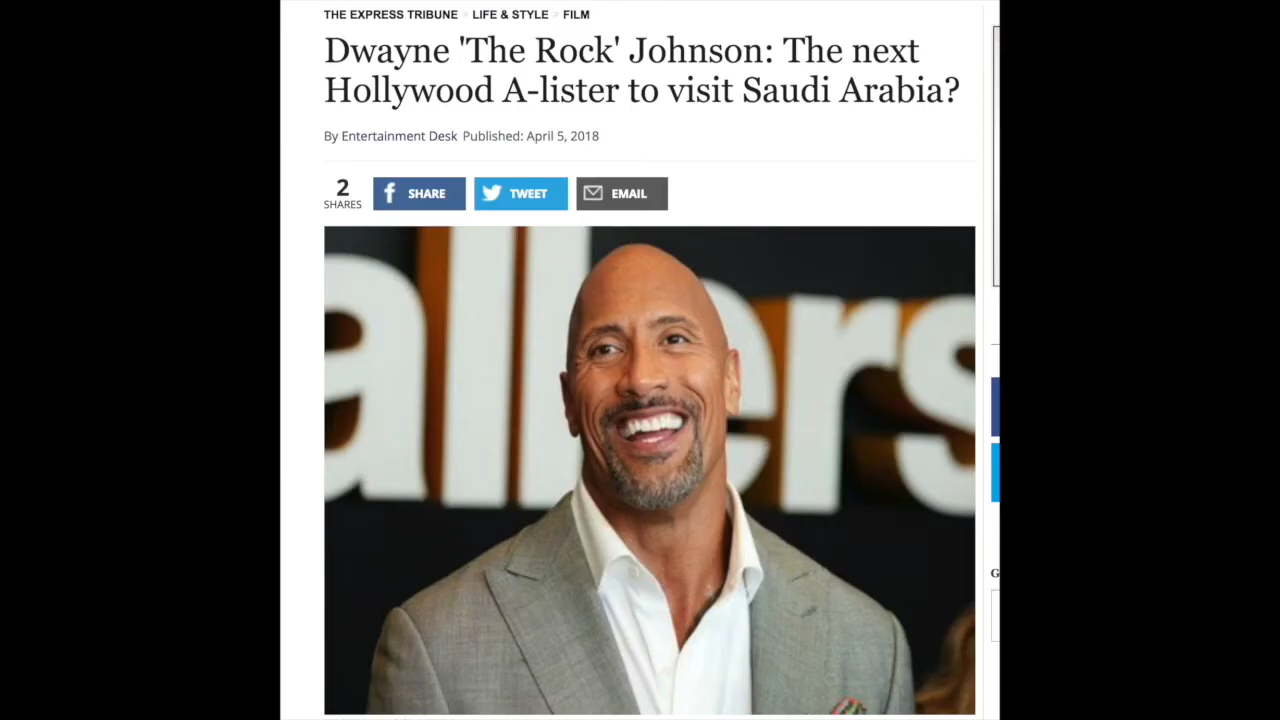 THE EXPRESS TRIBUNE > LIFE & STYLE > FILM
Dwayne 'The Rock' Johnson: The next
Hollywood A-lister to visit Saudi Arabia?
By Entertainment Desk Published: April 5, 2018
2
SHARES
SHARE
TWEET
EMAIL
allers
G